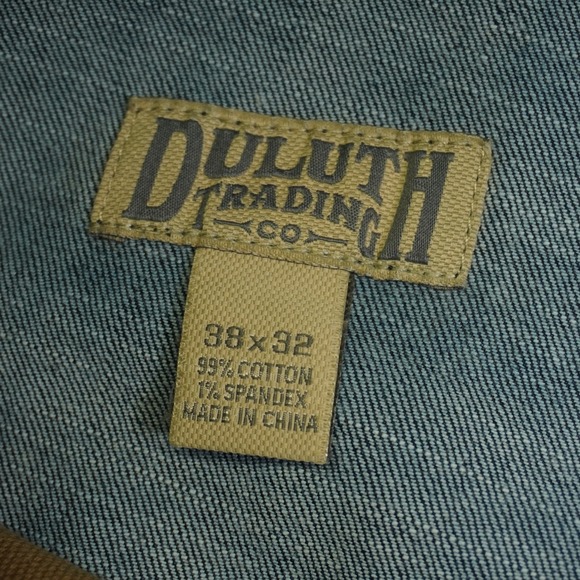 DULUTH
TRADING
CO
38x32
99% COTTON
1% SPANDEX
MADE IN CHINA